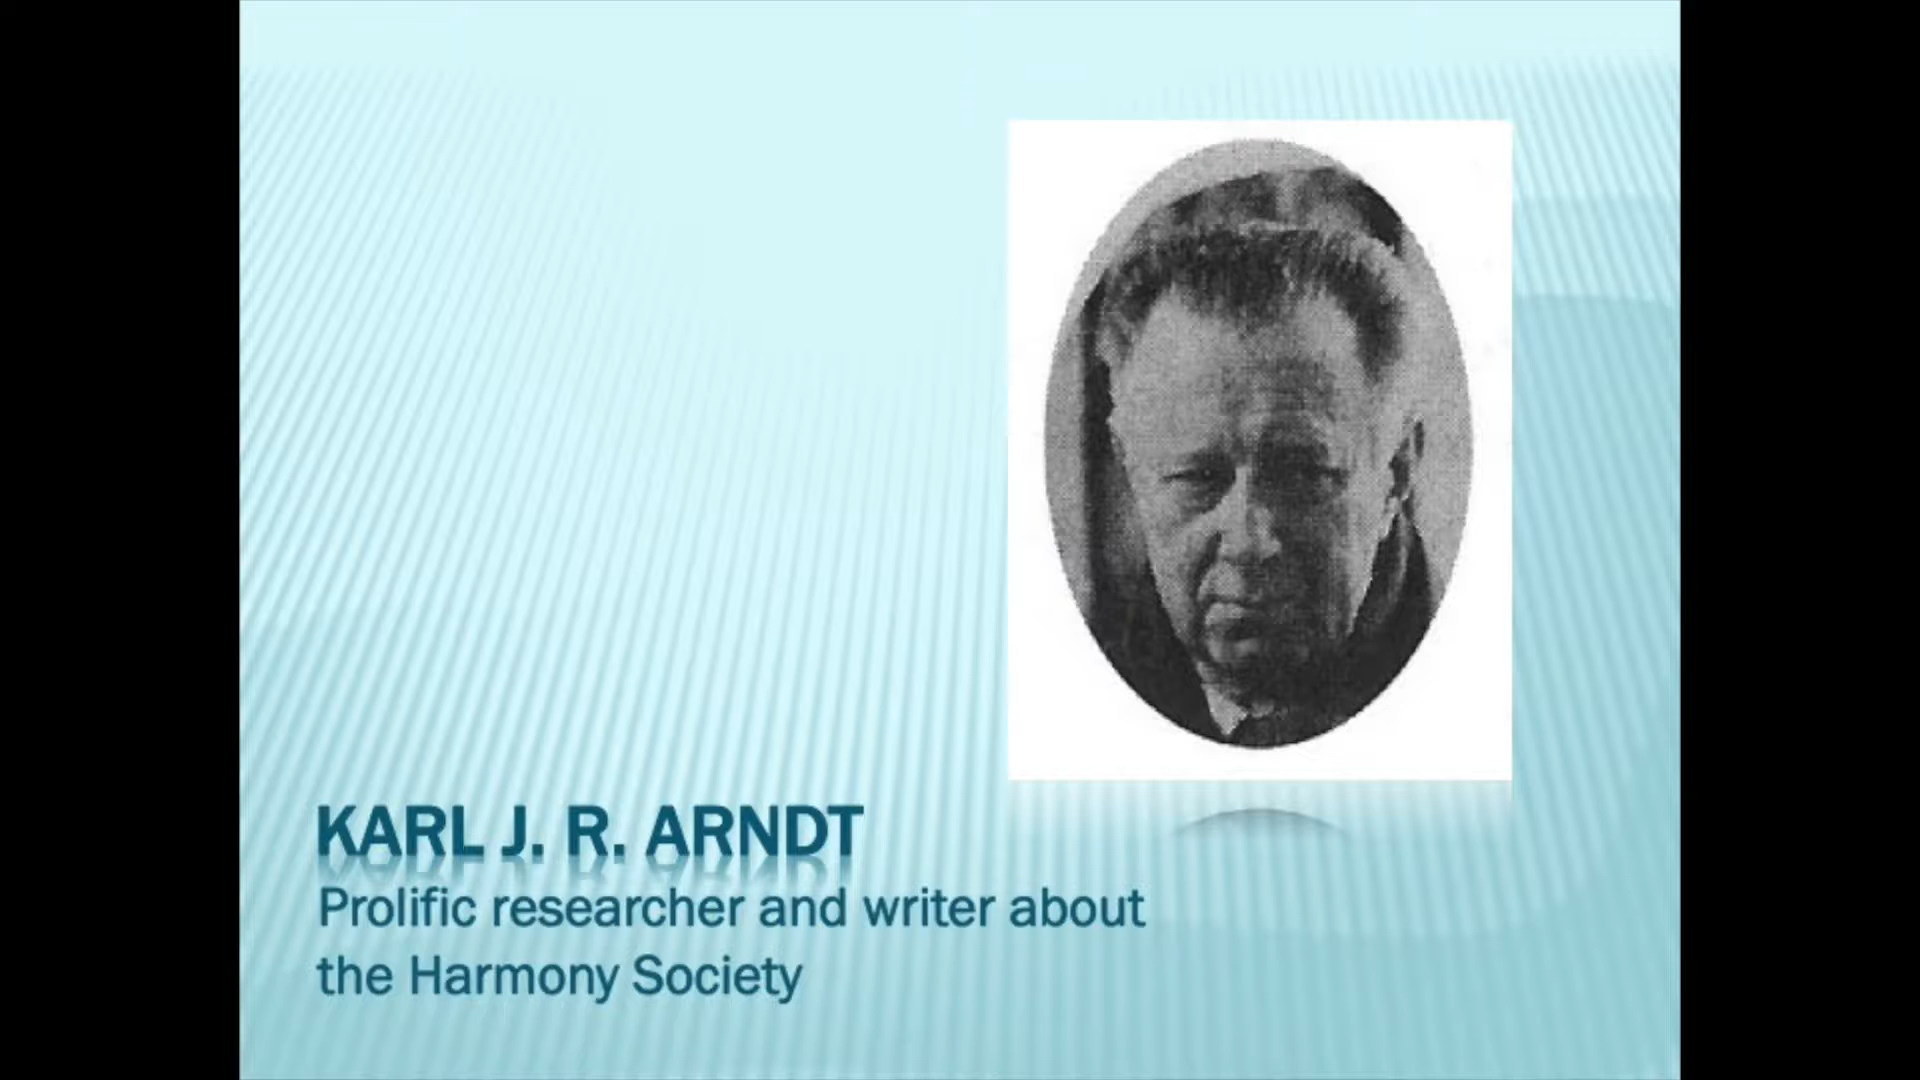 KARL J. R. ARNDT
Prolific researcher and writer about
the Harmony Society